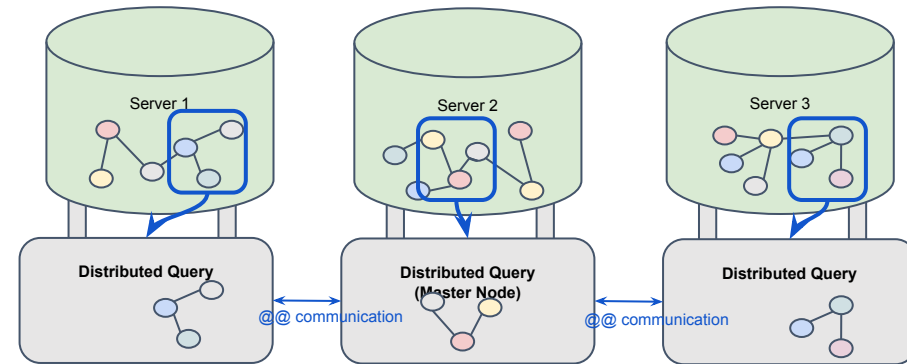 Server 1
Server 2
Server 3
Distributed Query
Distributed Query
(Master Node)
Distributed Query
@@ communication
@@ communication